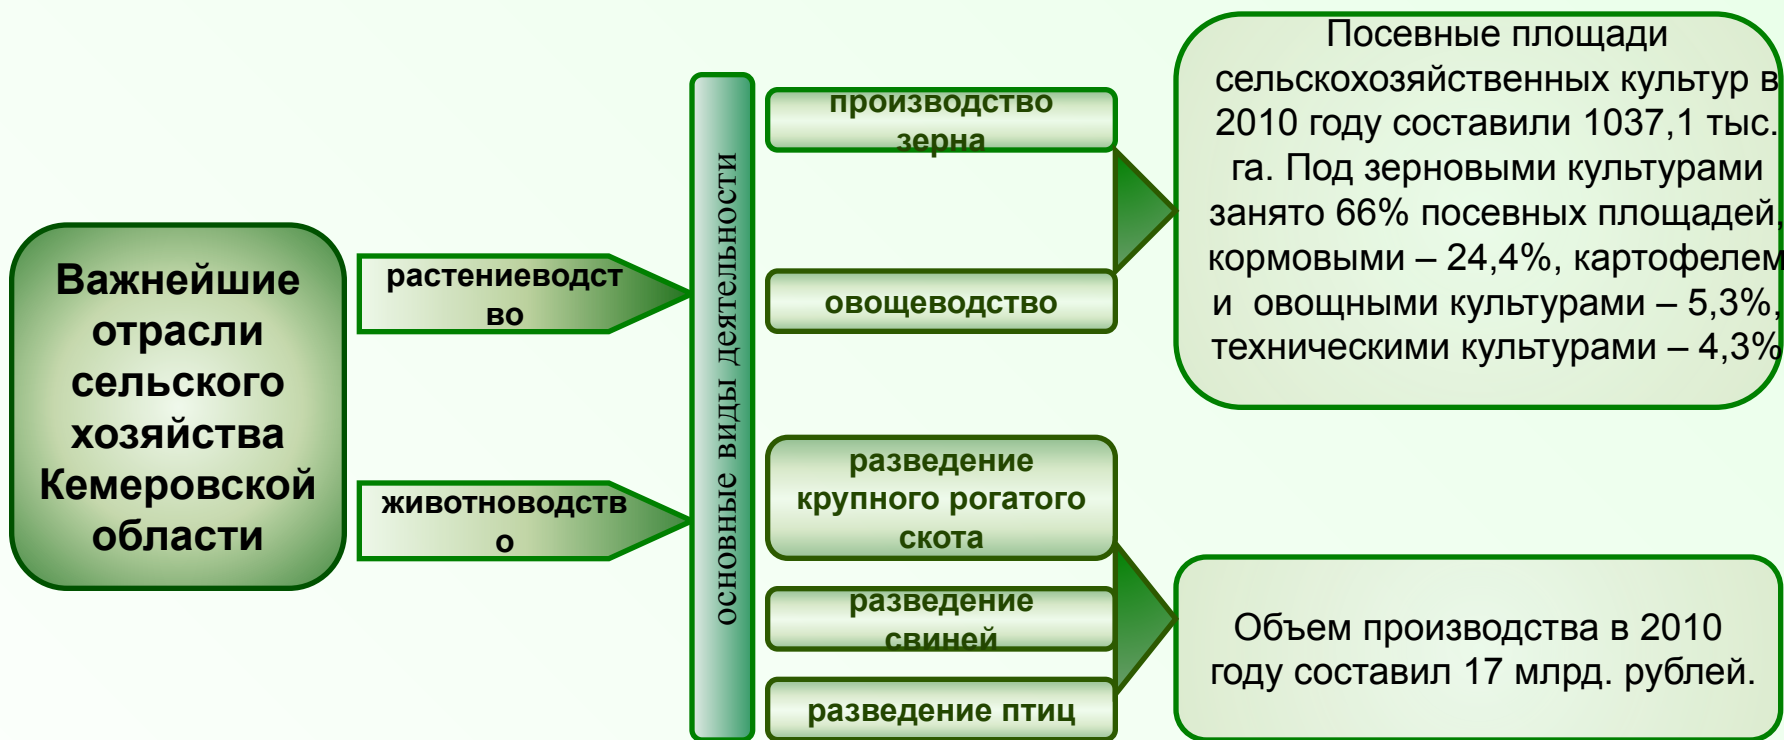 Важнейшие
отрасли
сельского
хозяйства
Кемеровской
области
растениеводст
во
животноводств
о
основные виды деятельности
производство
зерна
овощеводство
разведение
крупного рогатого
скота
разведение
свиней
разведение птиц
Посевные площади
сельскохозяйственных культур в
2010 году составили 1037,1 тыс.
га. Под зерновыми культурами
занято 66% посевных площадей,
кормовыми – 24,4%, картофелем
и  овощными культурами – 5,3%,
техническими культурами – 4,3%
Объем производства в 2010
году составил 17 млрд. рублей.